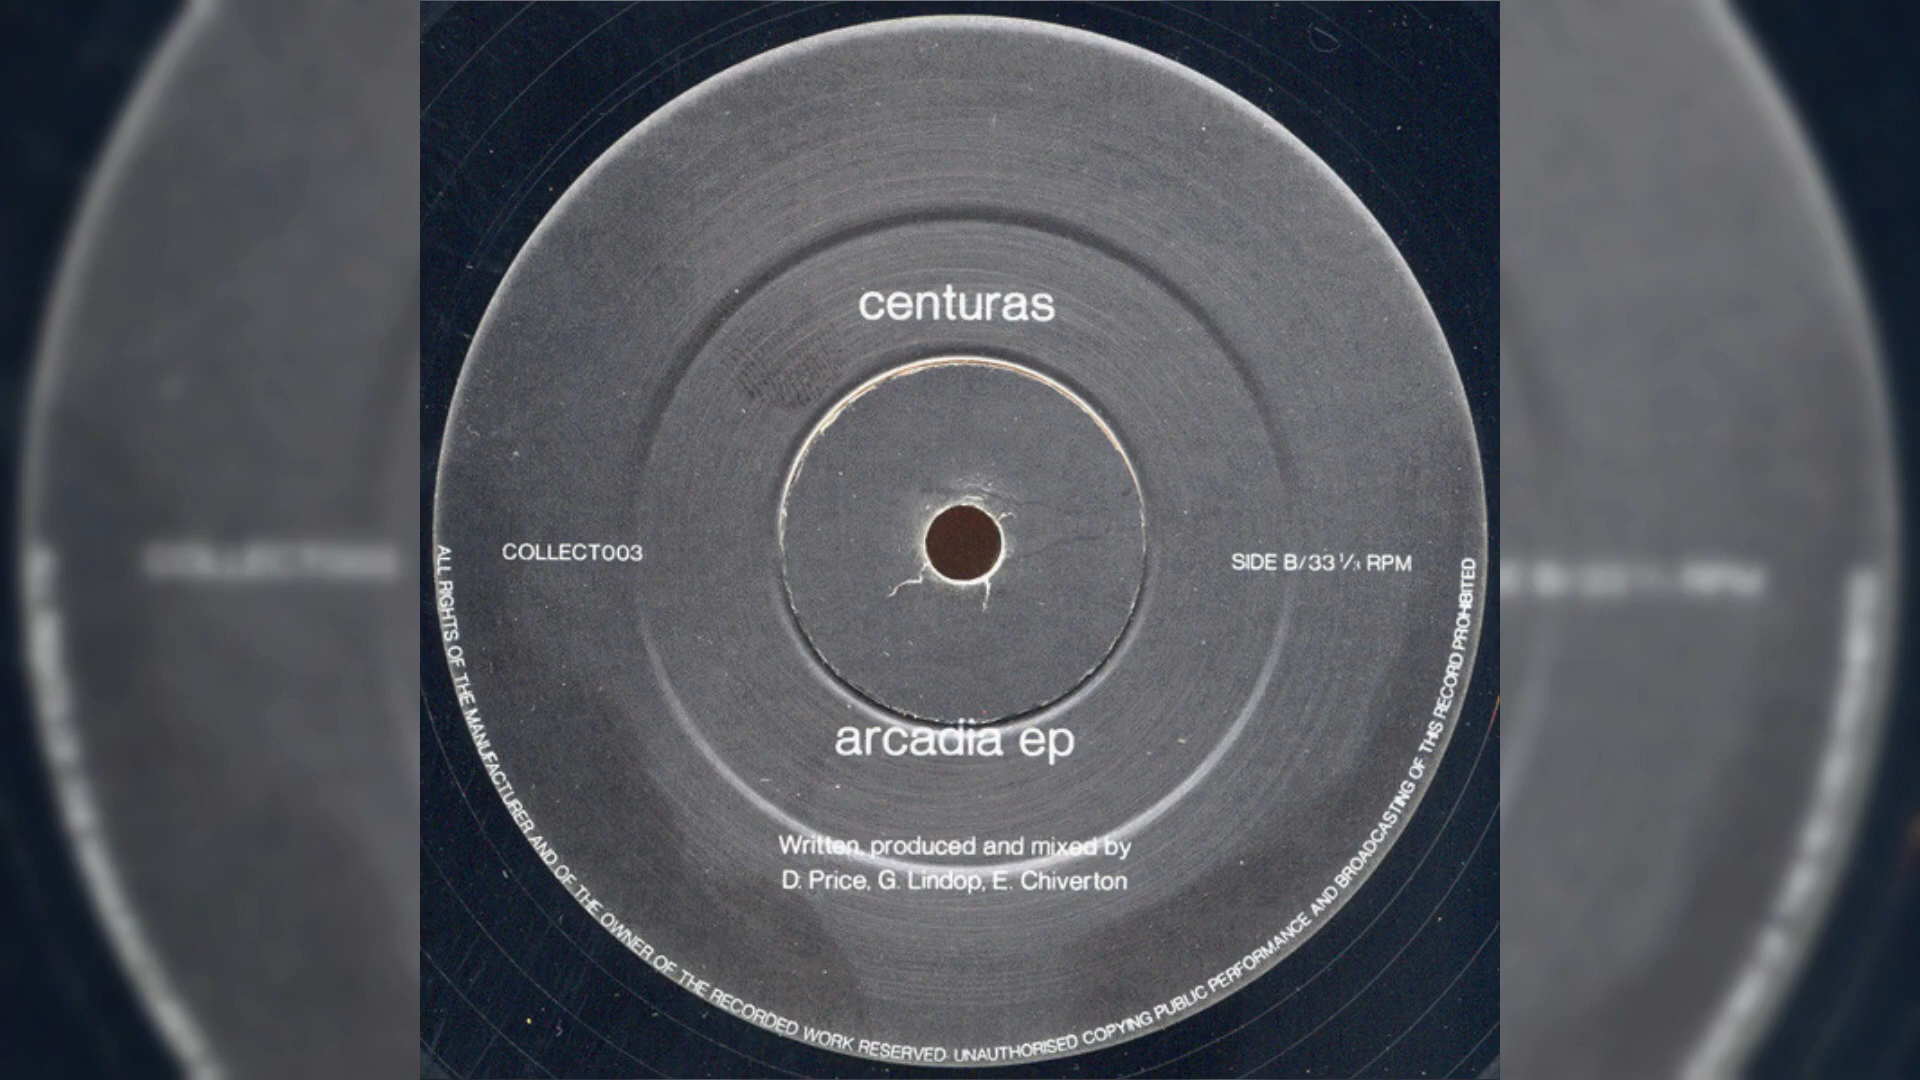 centuras
COLLECT003
SIDE B/33⅓ RPM
arcadia ep
Written, produced and mixed by
D. Price, G. Lindop, E. Chiverton
ALL RIGHTS OF THE MANUFACTURER AND OF THE OWNER OF THE RECORDED WORK RESERVED UNAUTHORISED COPYING PUBLIC PERFORMANCE AND BROADCASTING OF THIS RECORD PROHIBITED